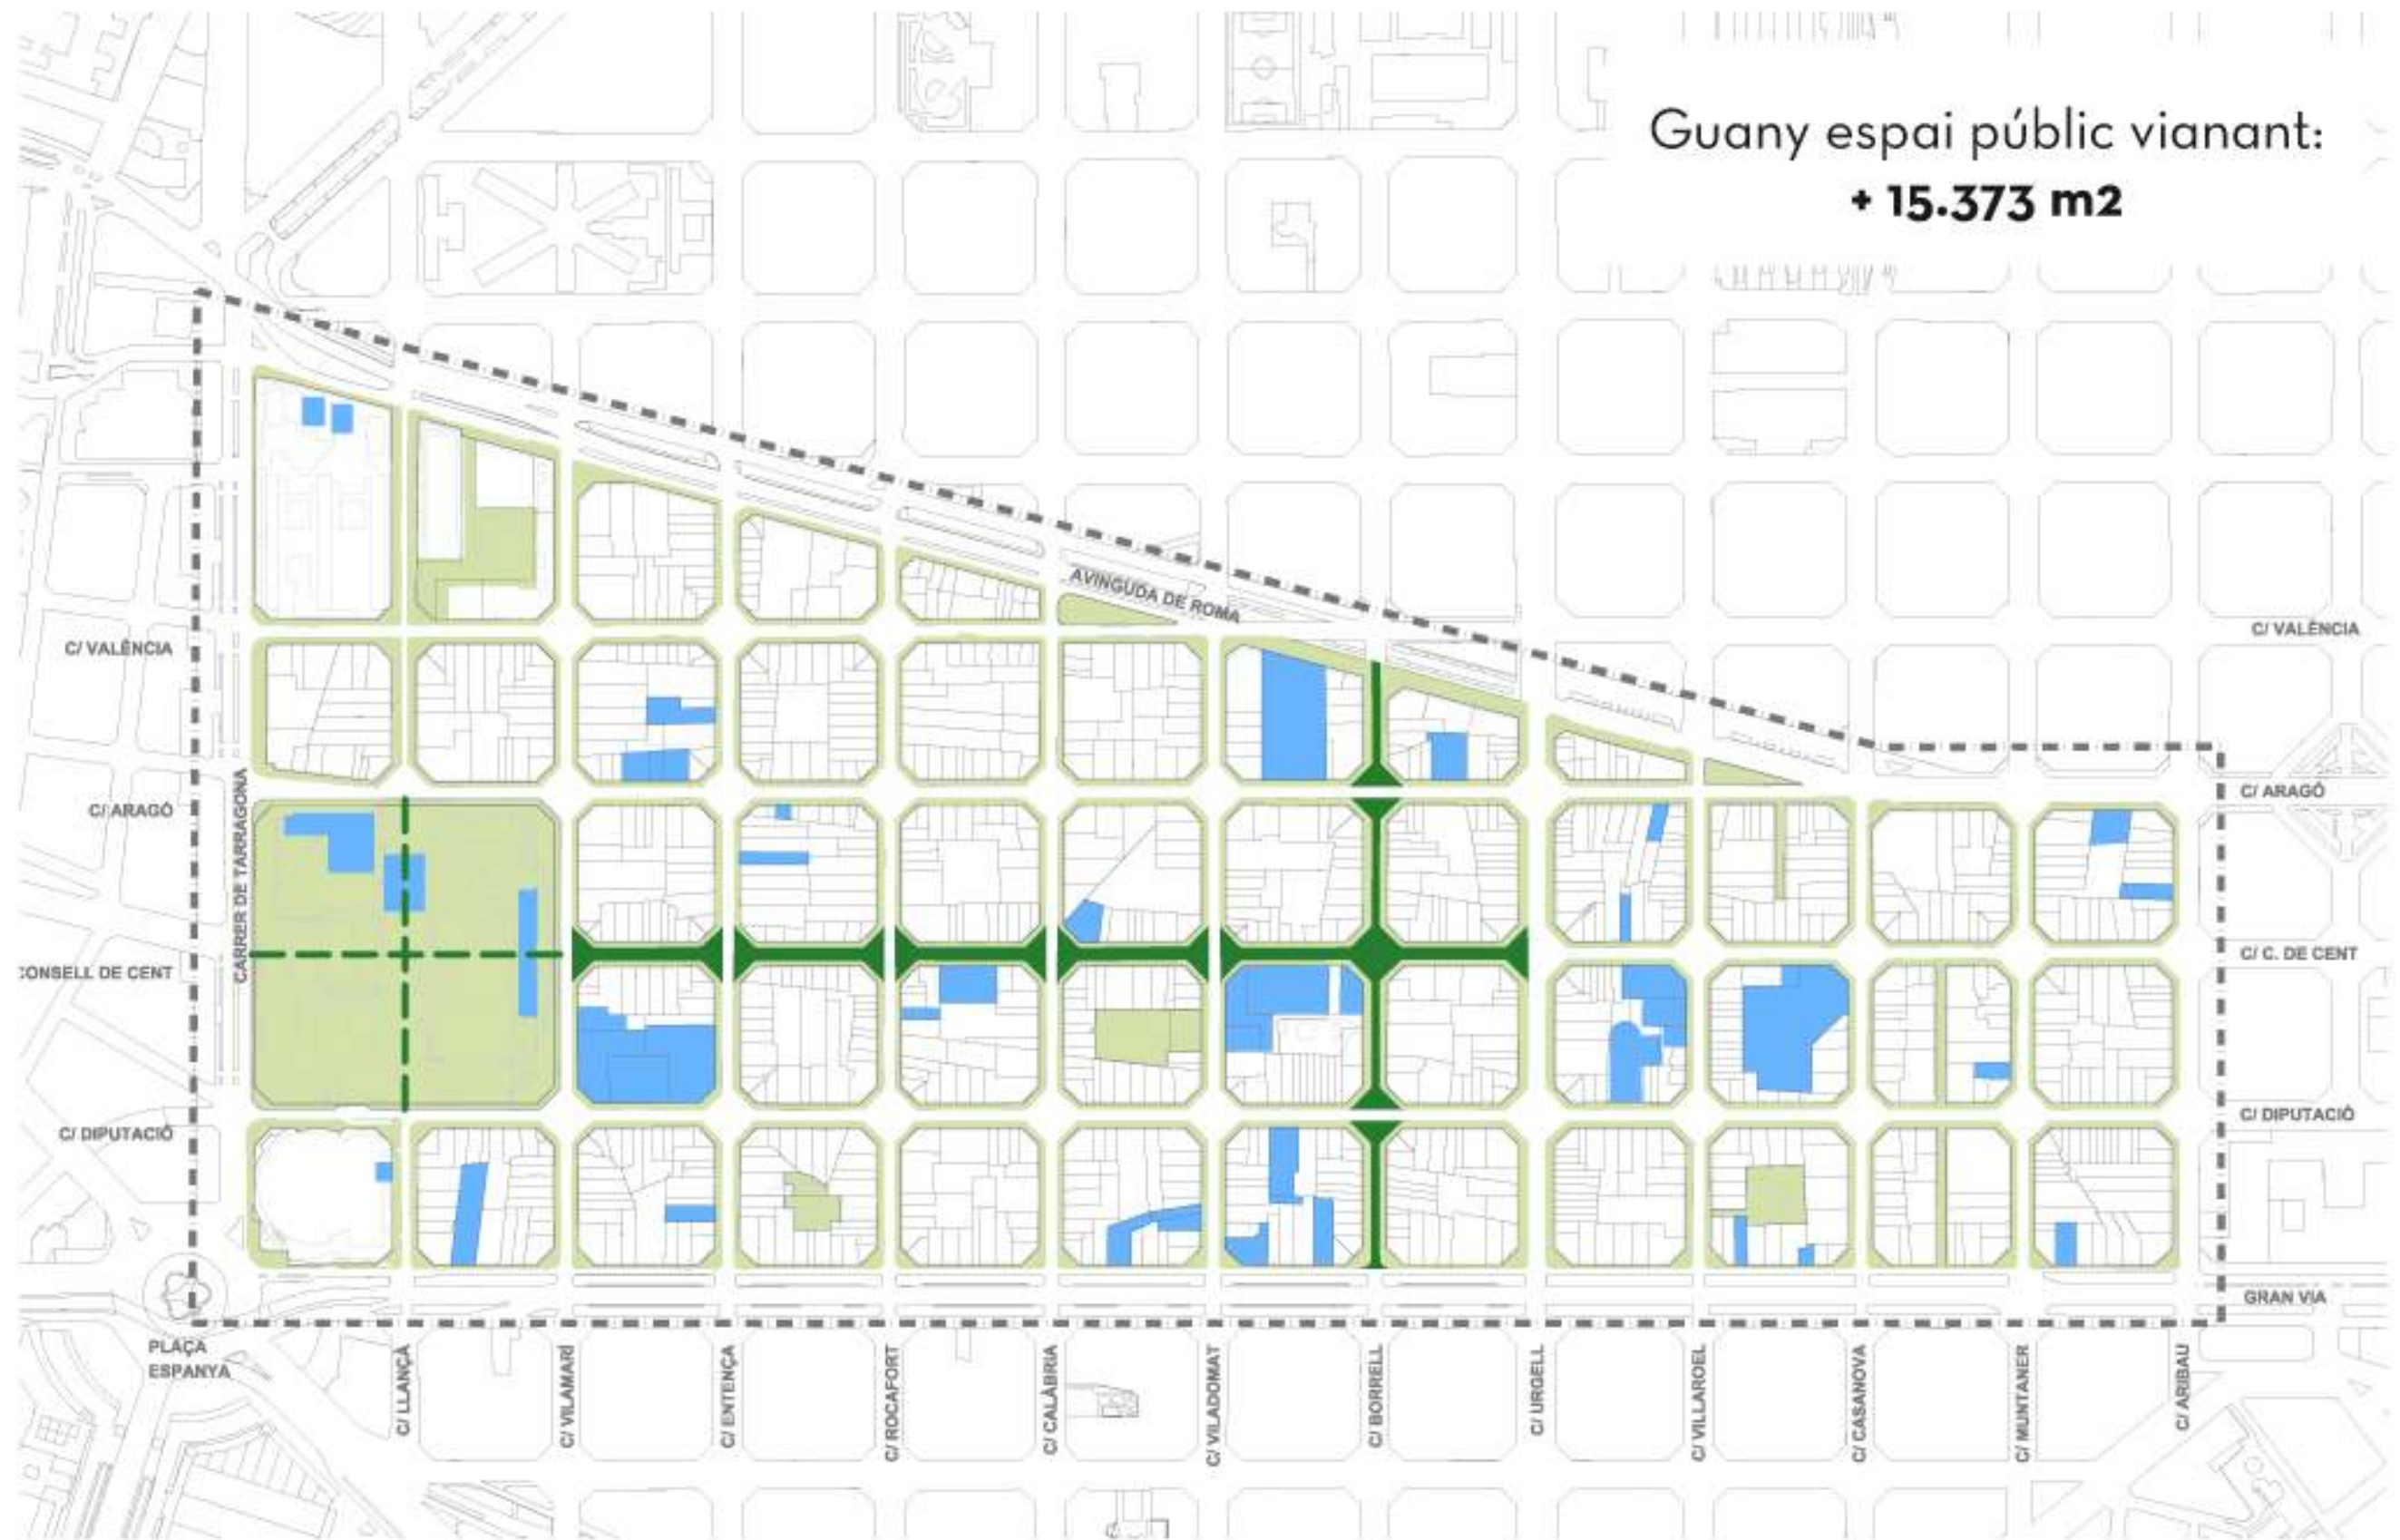 Guany espai públic vianant:
+ 15.373 m2
AVINGUDA DE ROMA
C/ VALÈNCIA
C/ VALÈNCIA
C/ ARAGÓ
C/ ARAGÓ
CARRER DE TARRAGONA
CONSELL DE CENT
C/ C. DE CENT
C/ DIPUTACIÓ
C/ DIPUTACIÓ
GRAN VIA
PLAÇA
ESPANYA
C/ LLANÇÀ
C/ VILAMARÍ
C/ ENTENÇA
C/ ROCAFORT
C/ CALÀBRIA
C/ VILADOMAT
C/ BORRELL
C/ URGELL
C/ VILLAROEL
C/ CASANOVA
C/ MUNTANER
C/ ARIBAU